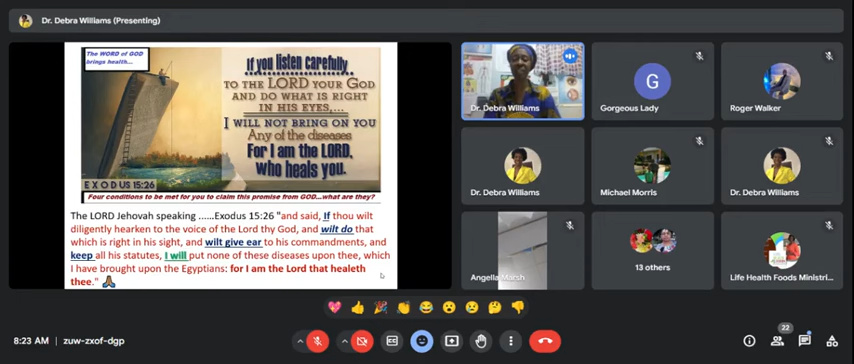 Dr. Debra Williams (Presenting)
The WORD of GOD
brings health...
If you listen carefully
TO THE LORD YOUR GOD
AND DO WHAT IS RIGHT
IN HIS EYES,...
I WILL NOT BRING ON YOU
Any of the diseases
For I am the LORD,
who heals you.
EXODUS 15:26
Four conditions to be met for you to claim this promise from GOD...what are they?
The LORD Jehovah speaking ......Exodus 15:26 "and said, If thou wilt
diligently hearken to the voice of the Lord thy God, and wilt do that
which is right in his sight, and wilt give ear to his commandments, and
keep all his statutes, I will put none of these diseases upon thee, which
I have brought upon the Egyptians: for I am the Lord that healeth
thee." 🙏🏾
Dr. Debra Williams
G
Gorgeous Lady
Roger Walker
Dr. Debra Williams
Michael Morris
Dr. Debra Williams
Angella Marsh
13 others
Life Health Foods Ministri...
8:23 AM | zuw-zxof-dgp
CC
22